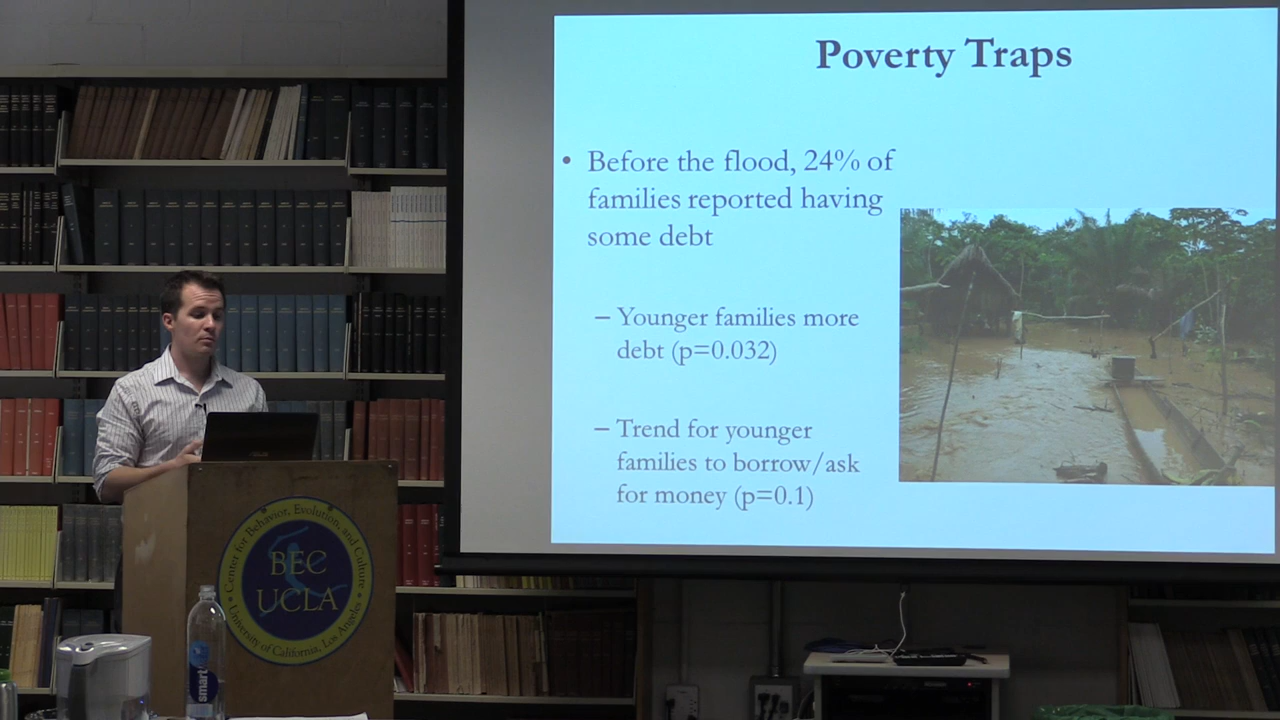 Poverty Traps
• Before the flood, 24% of
families reported having
some debt
– Younger families more
debt (p=0.032)
– Trend for younger
families to borrow/ask
for money (p=0.1)
Center for Behavior, Evolution, and Culture
BEC
UCLA
University of California, Los Angeles
smart